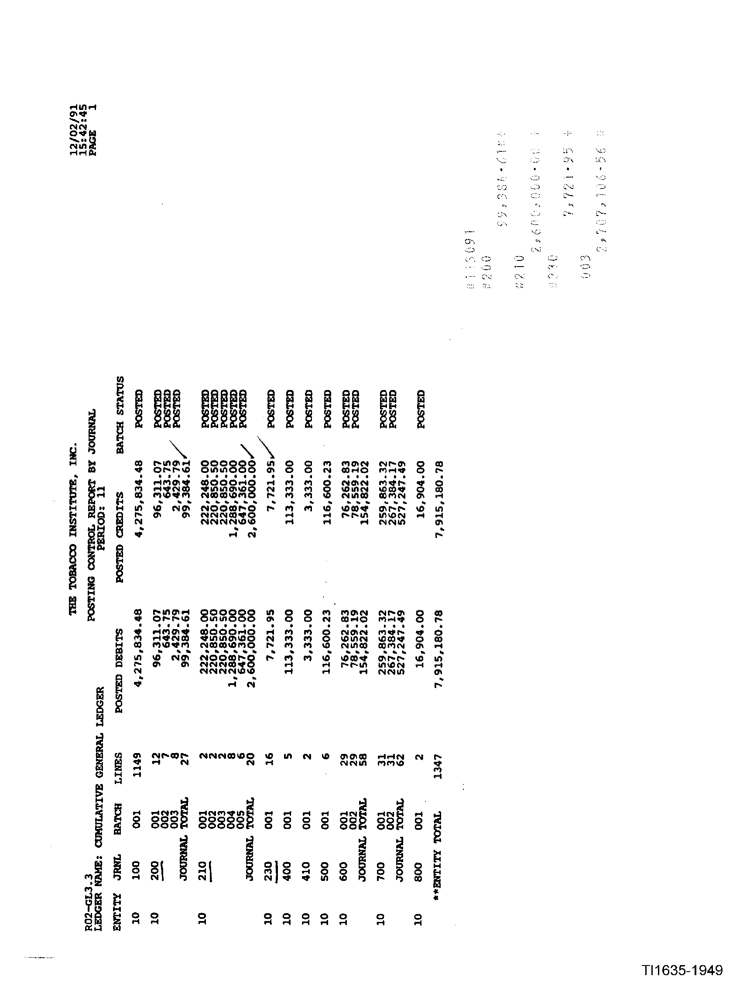 12/02/91
15:42:45
PAGE 1
THE TOBACCO INSTITUTE, INC.
R02-GL3.3
LEDGER NAME: CUMULATIVE GENERAL LEDGER POSTING CONTROL REPORT BY JOURNAL
PERIOD: 11
ENTITY JRNL BATCH LINES POSTED DEBITS POSTED CREDITS BATCH STATUS
10 100 001 1149 4,275,834.48 4,275,834.48 POSTED
10 200 001 12 96,311.07 96,311.07 POSTED
002 7 643.75 643.75 POSTED
003 8 2,429.79 2,429.79 POSTED
JOURNAL TOTAL 27 99,384.61 99,384.61
10 210 001 2 222,248.00 222,248.00 POSTED
002 2 220,850.50 220,850.50 POSTED
003 2 220,850.50 220,850.50 POSTED
004 8 1,288,690.00 1,288,690.00 POSTED
005 6 647,361.00 647,361.00 POSTED
JOURNAL TOTAL 20 2,600,000.00 2,600,000.00
10 230 001 16 7,721.95 7,721.95 POSTED
10 400 001 5 113,333.00 113,333.00 POSTED
10 410 001 2 3,333.00 3,333.00 POSTED
10 500 001 6 116,600.23 116,600.23 POSTED
10 600 001 29 76,262.83 76,262.83 POSTED
002 29 78,559.19 78,559.19 POSTED
JOURNAL TOTAL 58 154,822.02 154,822.02
10 700 001 31 259,863.32 259,863.32 POSTED
002 31 267,384.17 267,384.17 POSTED
JOURNAL TOTAL 62 527,247.49 527,247.49
10 800 001 2 16,904.00 16,904.00 POSTED
**ENTITY TOTAL 1347 7,915,180.78 7,915,180.78
#113091
#200
99,384.61++
#210
2,600,000.00 +
#230
7,721.95 +
003
2,707,106.56 *
TI1635-1949